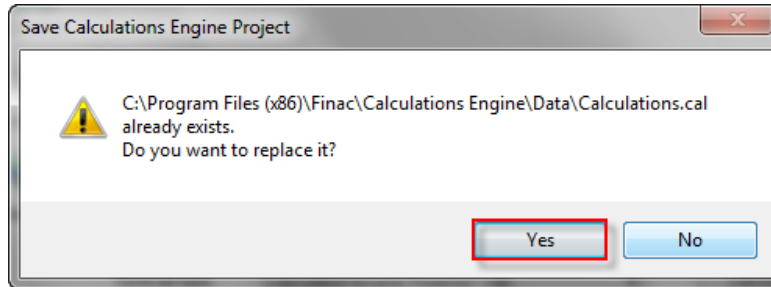 Save Calculations Engine Project
C:\Program Files (x86)\Finac\Calculations Engine\Data\Calculations.cal
already exists.
Do you want to replace it?
Yes
No